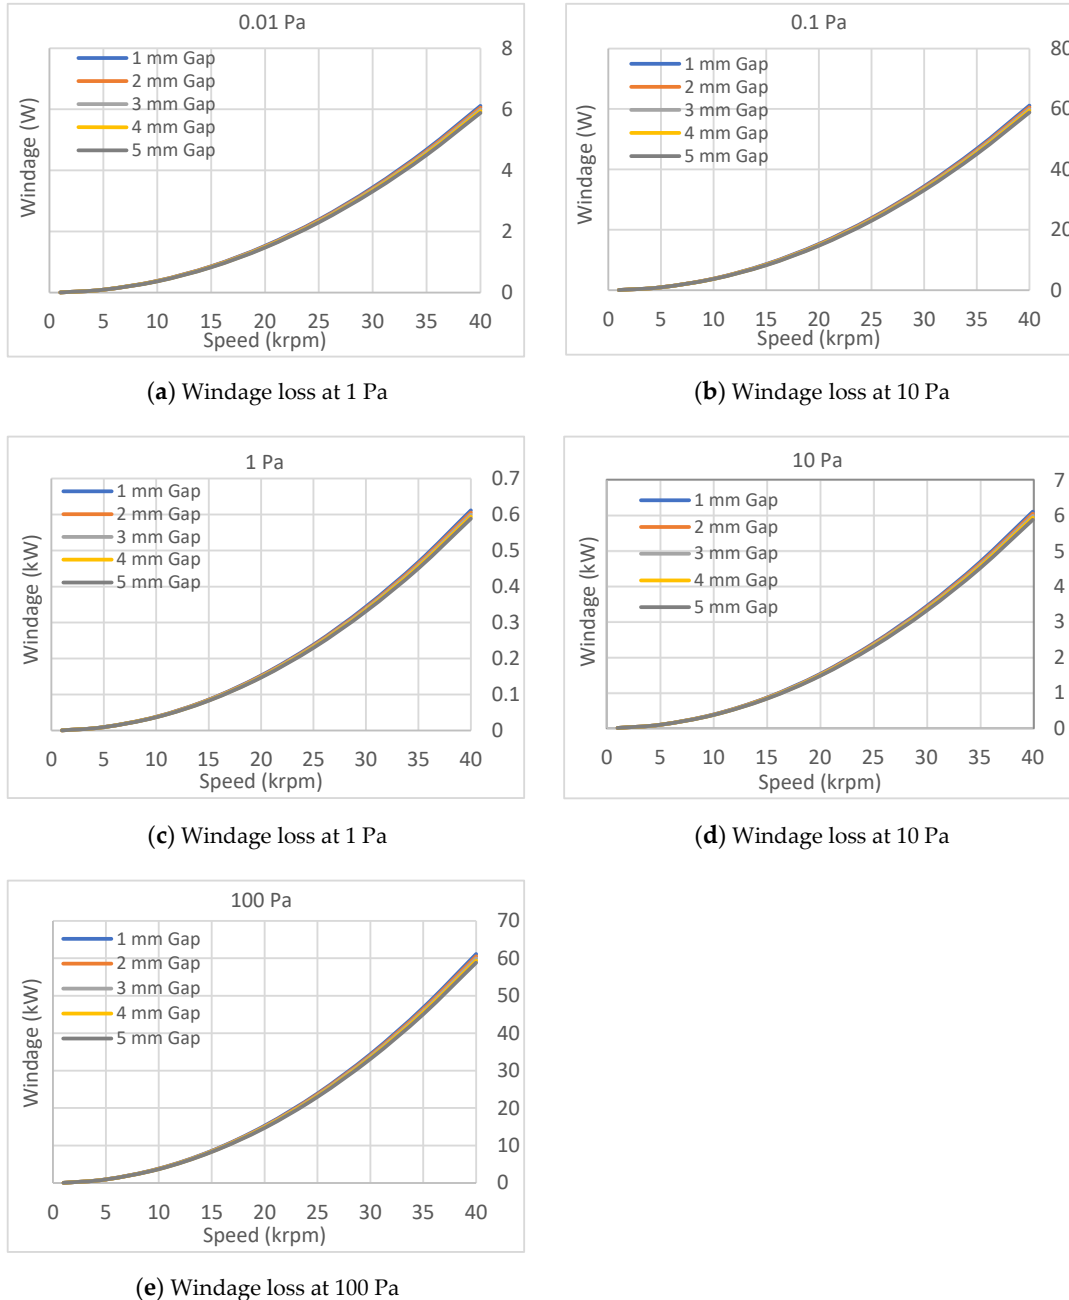 0.01 Pa
8
6
4
2
0
Windage (W)
1 mm Gap
2 mm Gap
3 mm Gap
4 mm Gap
5 mm Gap
0 5 10 15 20 25 30 35 40
Speed (krpm)
(a) Windage loss at 1 Pa
0.1 Pa
80
60
40
20
0
Windage (W)
1 mm Gap
2 mm Gap
3 mm Gap
4 mm Gap
5 mm Gap
0 5 10 15 20 25 30 35 40
Speed (krpm)
(b) Windage loss at 10 Pa
1 Pa
0.7
0.6
0.5
0.4
0.3
0.2
0.1
0
Windage (kW)
1 mm Gap
2 mm Gap
3 mm Gap
4 mm Gap
5 mm Gap
0 5 10 15 20 25 30 35 40
Speed (krpm)
(c) Windage loss at 1 Pa
10 Pa
7
6
5
4
3
2
1
0
Windage (kW)
1 mm Gap
2 mm Gap
3 mm Gap
4 mm Gap
5 mm Gap
0 5 10 15 20 25 30 35 40
Speed (krpm)
(d) Windage loss at 10 Pa
100 Pa
70
60
50
40
30
20
10
0
Windage (kW)
1 mm Gap
2 mm Gap
3 mm Gap
4 mm Gap
5 mm Gap
0 5 10 15 20 25 30 35 40
Speed (krpm)
(e) Windage loss at 100 Pa